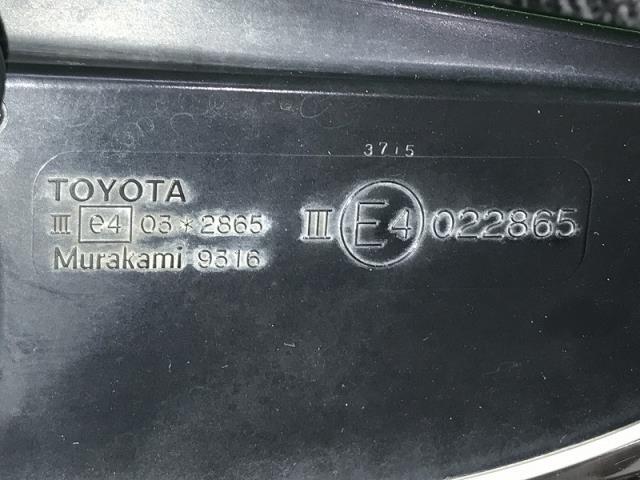 3715
TOYOTA
III e4 03*2865
Murakami 9316
III E4 022865